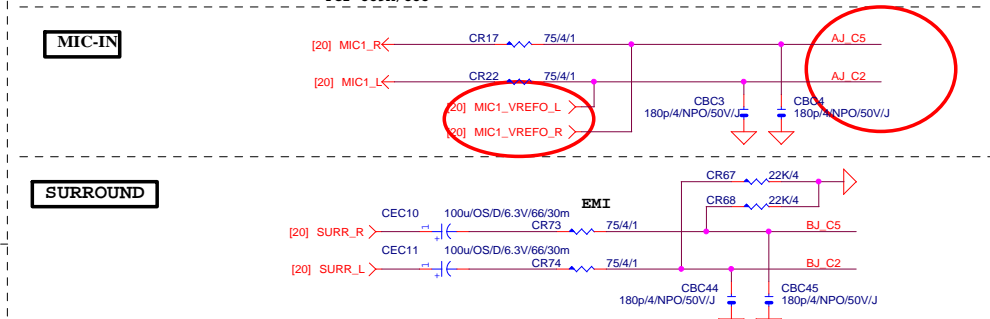 MIC-IN
[20] MIC1_R
CR17
75/4/1
AJ_C5
[20] MIC1_L
CR22
75/4/1
AJ_C2
[20] MIC1_VREFO_L
[20] MIC1_VREFO_R
CBC3
180p/4/NPO/50V/J
CBC4
180p/4/NPO/50V/J
SURROUND
CR67
22K/4
CR68
22K/4
EMI
CEC10
100u/OS/D/6.3V/66/30m
[20] SURR_R
1
+
CR73
75/4/1
BJ_C5
CEC11
100u/OS/D/6.3V/66/30m
[20] SURR_L
1
+
CR74
75/4/1
BJ_C2
CBC44
180p/4/NPO/50V/J
CBC45
180p/4/NPO/50V/J